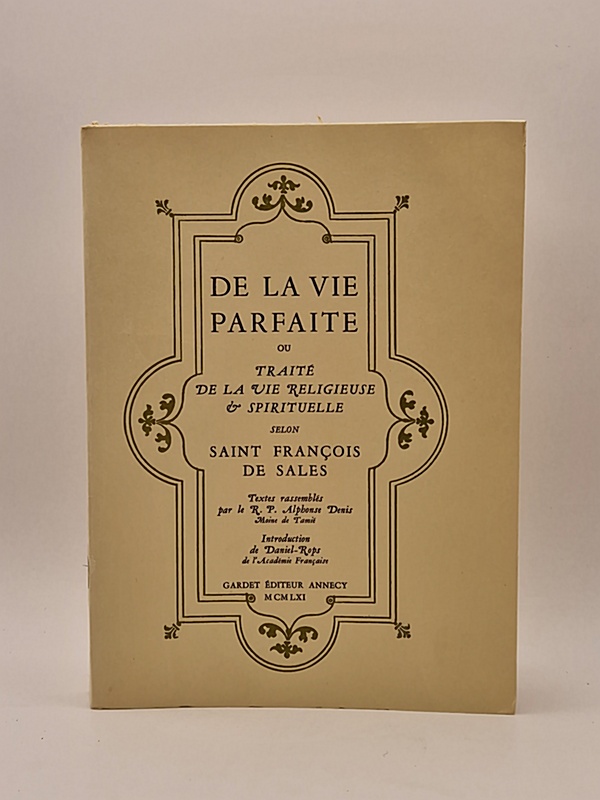 DE LA VIE
PARFAITE
OU
TRAITÉ
DE LA VIE RELIGIEUSE
& SPIRITUELLE
SELON
SAINT FRANÇOIS
DE SALES
Textes rassemblés
par le R. P. Alphonse Denis
Moine de Tamié
Introduction
de Daniel-Rops
de l'Académie Française
GARDET ÉDITEUR ANNECY
MCMLXI